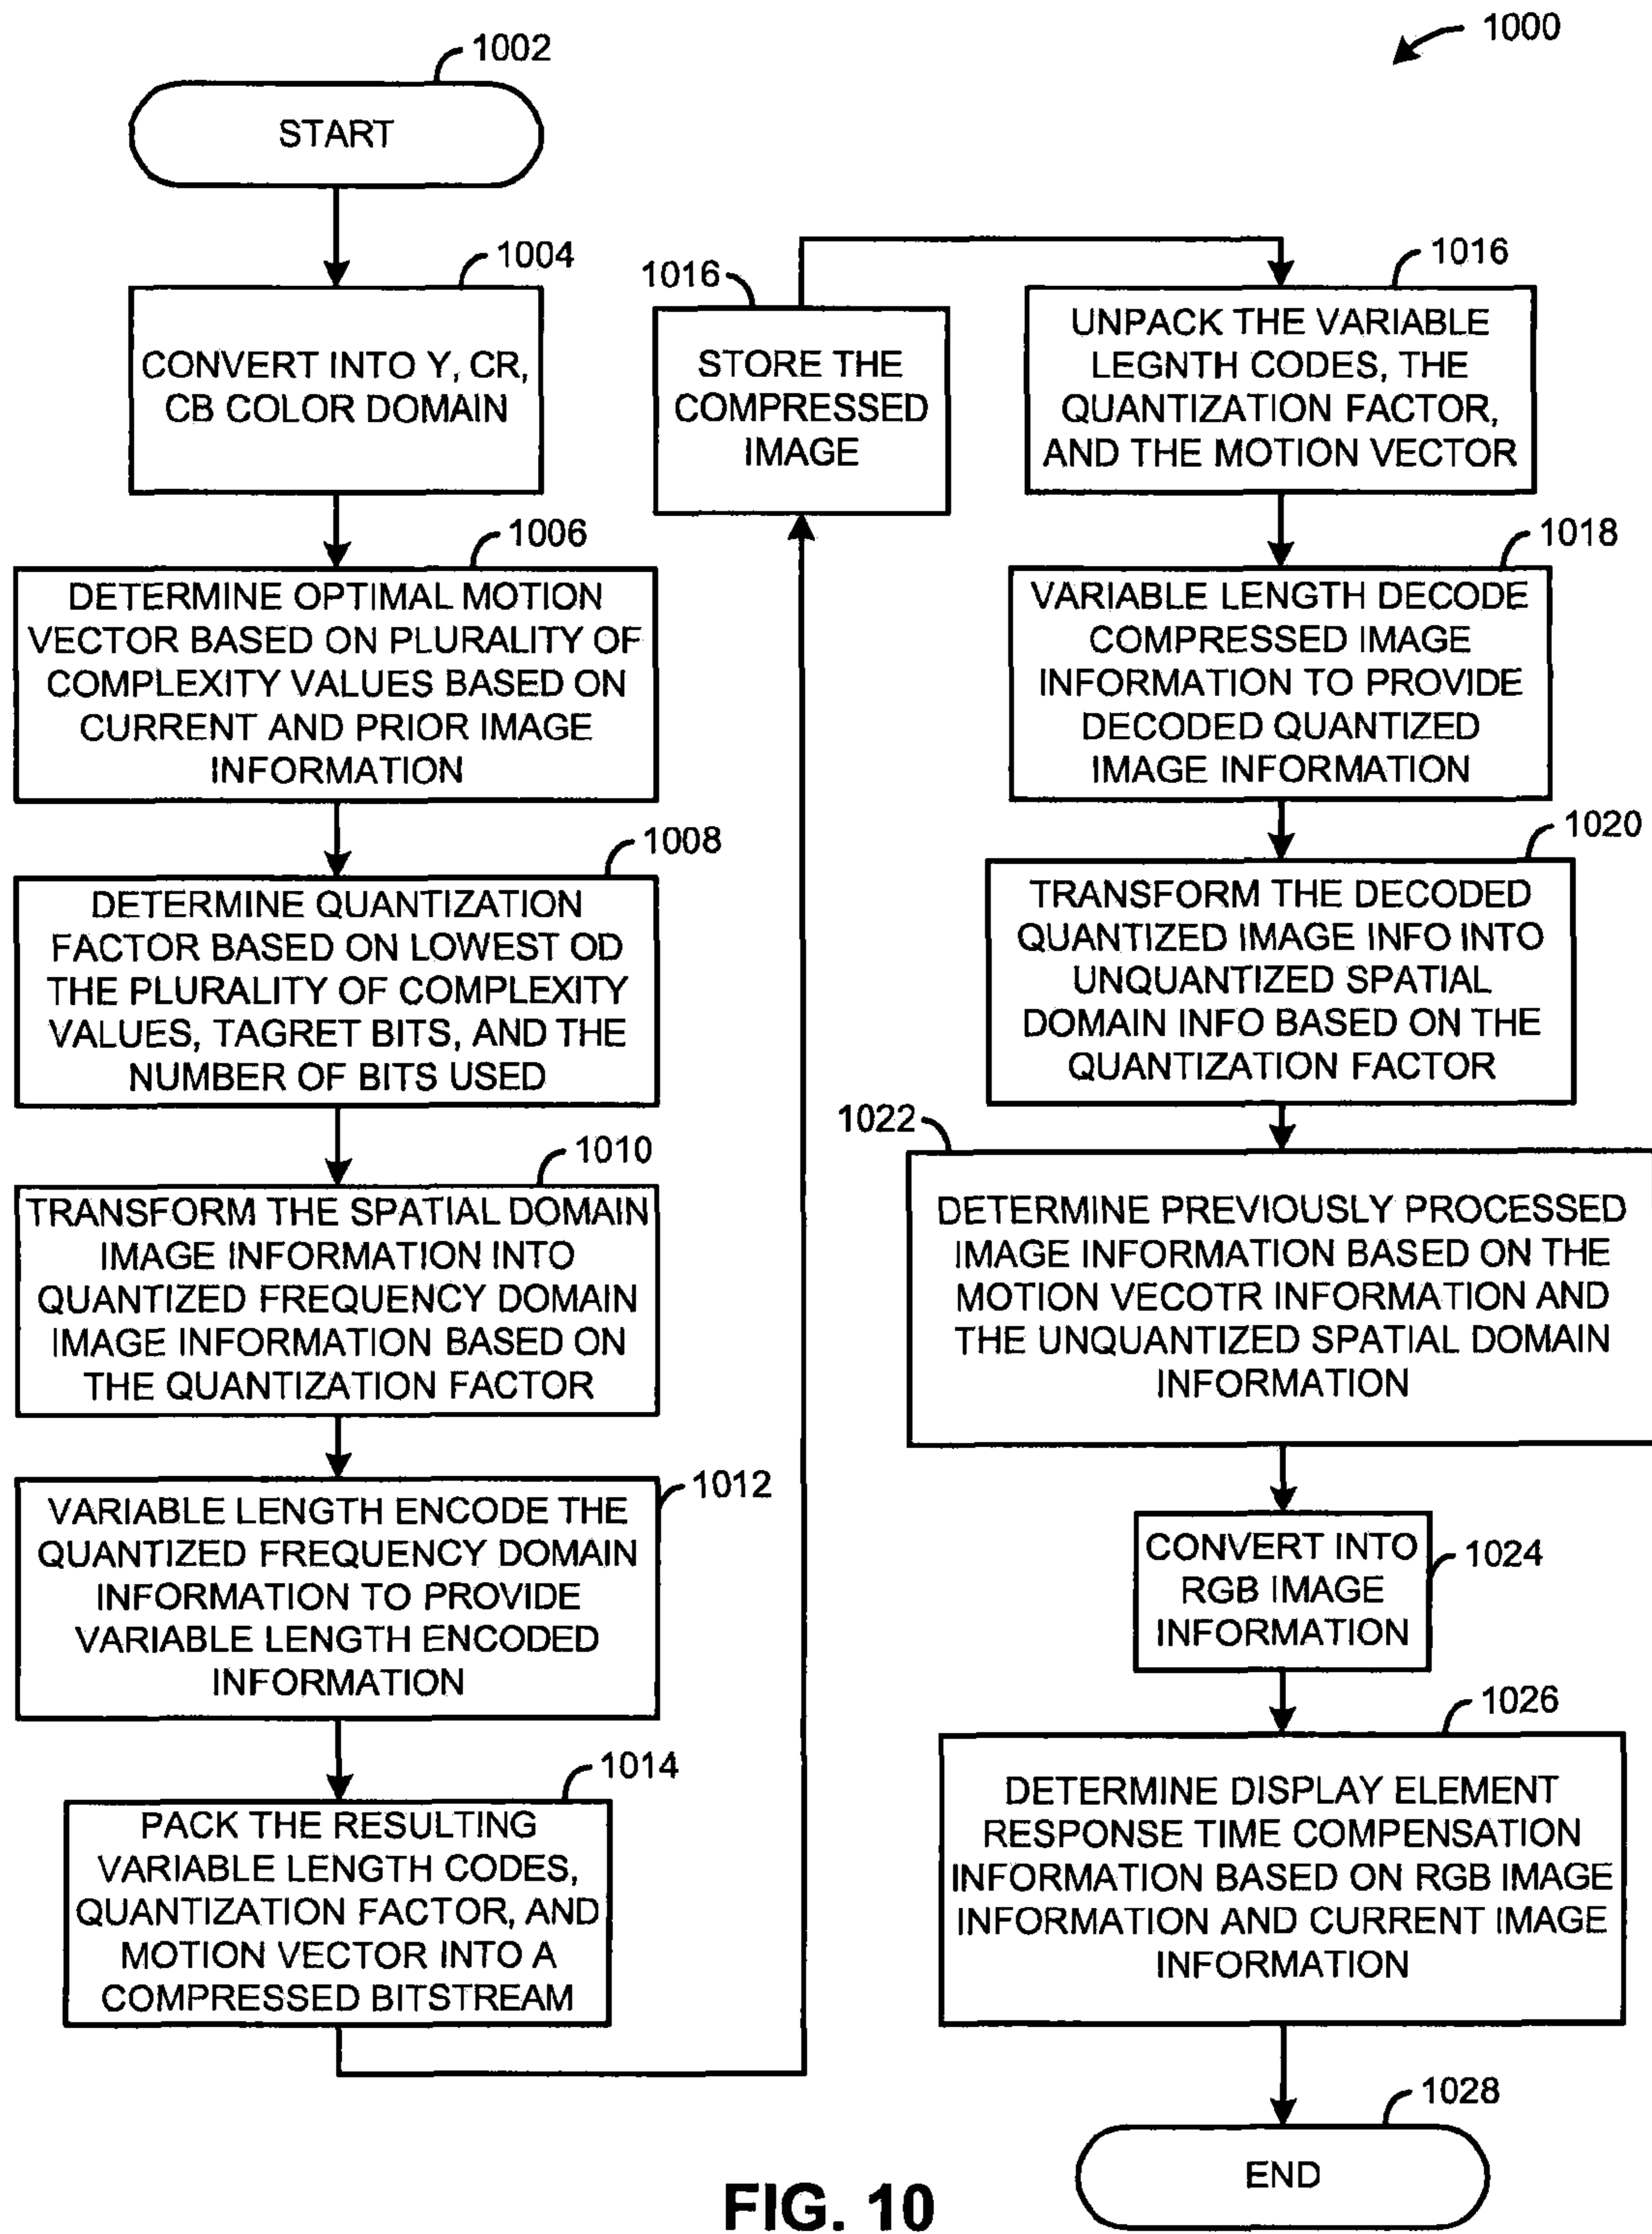 1000
1002
START
1004
CONVERT INTO Y, CR,
CB COLOR DOMAIN
1006
DETERMINE OPTIMAL MOTION
VECTOR BASED ON PLURALITY OF
COMPLEXITY VALUES BASED ON
CURRENT AND PRIOR IMAGE
INFORMATION
1008
DETERMINE QUANTIZATION
FACTOR BASED ON LOWEST OD
THE PLURALITY OF COMPLEXITY
VALUES, TAGRET BITS, AND THE
NUMBER OF BITS USED
1010
TRANSFORM THE SPATIAL DOMAIN
IMAGE INFORMATION INTO
QUANTIZED FREQUENCY DOMAIN
IMAGE INFORMATION BASED ON
THE QUANTIZATION FACTOR
1012
VARIABLE LENGTH ENCODE THE
QUANTIZED FREQUENCY DOMAIN
INFORMATION TO PROVIDE
VARIABLE LENGTH ENCODED
INFORMATION
1014
PACK THE RESULTING
VARIABLE LENGTH CODES,
QUANTIZATION FACTOR, AND
MOTION VECTOR INTO A
COMPRESSED BITSTREAM
1016
STORE THE
COMPRESSED
IMAGE
1016
UNPACK THE VARIABLE
LEGNTH CODES, THE
QUANTIZATION FACTOR,
AND THE MOTION VECTOR
1018
VARIABLE LENGTH DECODE
COMPRESSED IMAGE
INFORMATION TO PROVIDE
DECODED QUANTIZED
IMAGE INFORMATION
1020
TRANSFORM THE DECODED
QUANTIZED IMAGE INFO INTO
UNQUANTIZED SPATIAL
DOMAIN INFO BASED ON THE
QUANTIZATION FACTOR
1022
DETERMINE PREVIOUSLY PROCESSED
IMAGE INFORMATION BASED ON THE
MOTION VECOTR INFORMATION AND
THE UNQUANTIZED SPATIAL DOMAIN
INFORMATION
CONVERT INTO
RGB IMAGE
INFORMATION
1024
1026
DETERMINE DISPLAY ELEMENT
RESPONSE TIME COMPENSATION
INFORMATION BASED ON RGB IMAGE
INFORMATION AND CURRENT IMAGE
INFORMATION
1028
END
FIG. 10